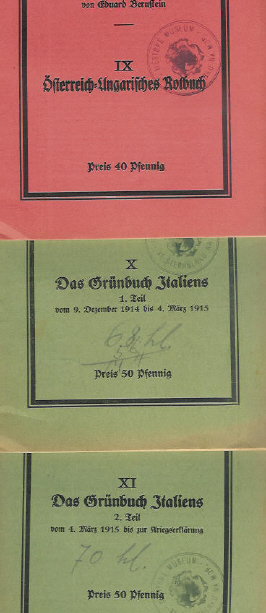 von Eduard Bernstein
IX
Österreich-Ungarisches Rotbuch
Preis 40 Pfennig
X
Das Grünbuch Italiens
1. Teil
vom 9. Dezember 1914 bis 4. März 1915
Preis 50 Pfennig
XI
Das Grünbuch Italiens
2. Teil
vom 4. März 1915 bis zur Kriegserklärung
70 hl.
Preis 50 Pfennig